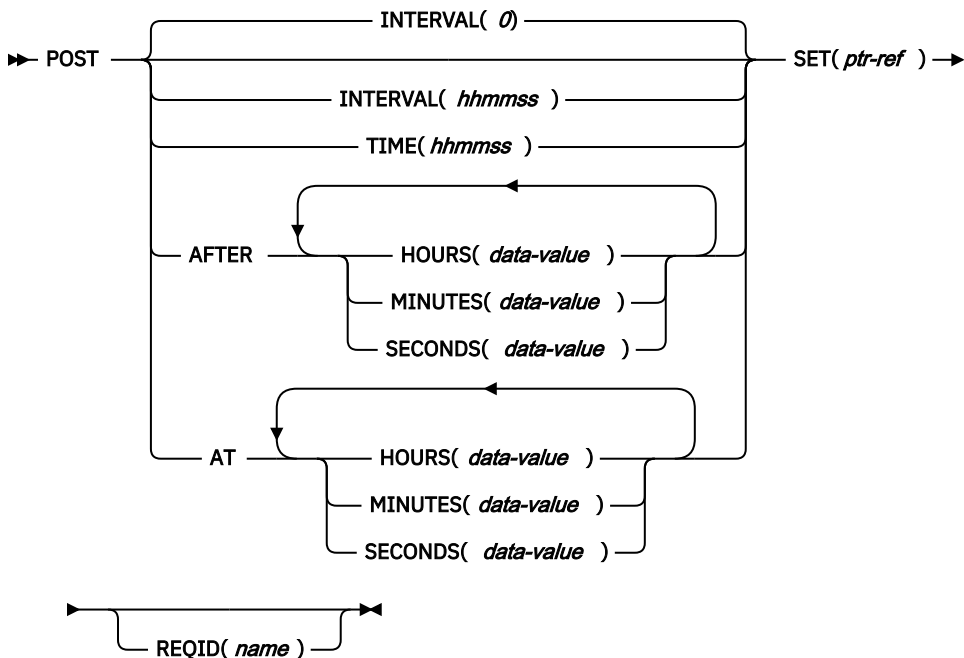 INTERVAL( 0)
POST SET( ptr-ref )
INTERVAL( hhmmss )
TIME( hhmmss )
AFTER HOURS( data-value )
MINUTES( data-value )
SECONDS( data-value )
AT HOURS( data-value )
MINUTES( data-value )
SECONDS( data-value )
REQID( name )